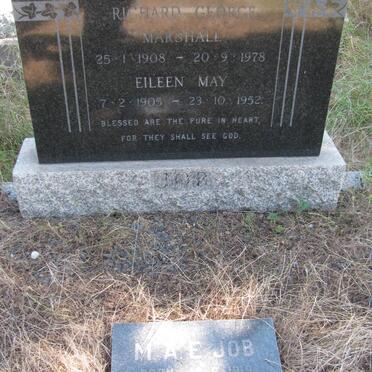 RICHARD GEORGE
MARSHALL
25·1·1908 – 20·9·1978
EILEEN MAY
7·2·1905 – 23·10·1952
BLESSED ARE THE PURE IN HEART,
FOR THEY SHALL SEE GOD.
JOB
M.A.E. JOB